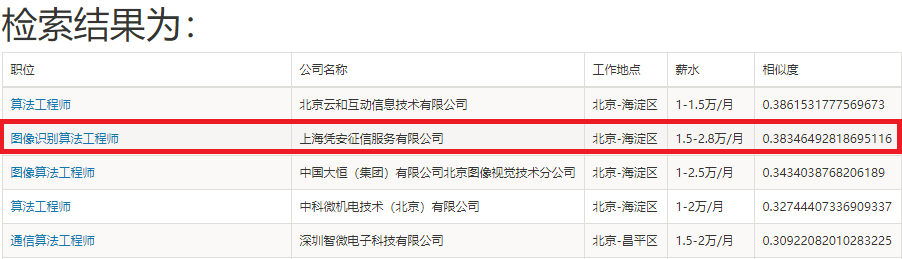 检索结果为：
职位 公司名称 工作地点 薪水 相似度
算法工程师 北京云和互动信息技术有限公司 北京-海淀区 1-1.5万/月 0.3861531777569673
图像识别算法工程师 上海凭安征信服务有限公司 北京-海淀区 1.5-2.8万/月 0.38346492818695116
图像算法工程师 中国大恒（集团）有限公司北京图像视觉技术分公司 北京-海淀区 1-2.5万/月 0.3434038768206189
算法工程师 中科微机电技术（北京）有限公司 北京-海淀区 1-2万/月 0.32744407336909337
通信算法工程师 深圳智微电子科技有限公司 北京-昌平区 1.5-2万/月 0.30922082010283225